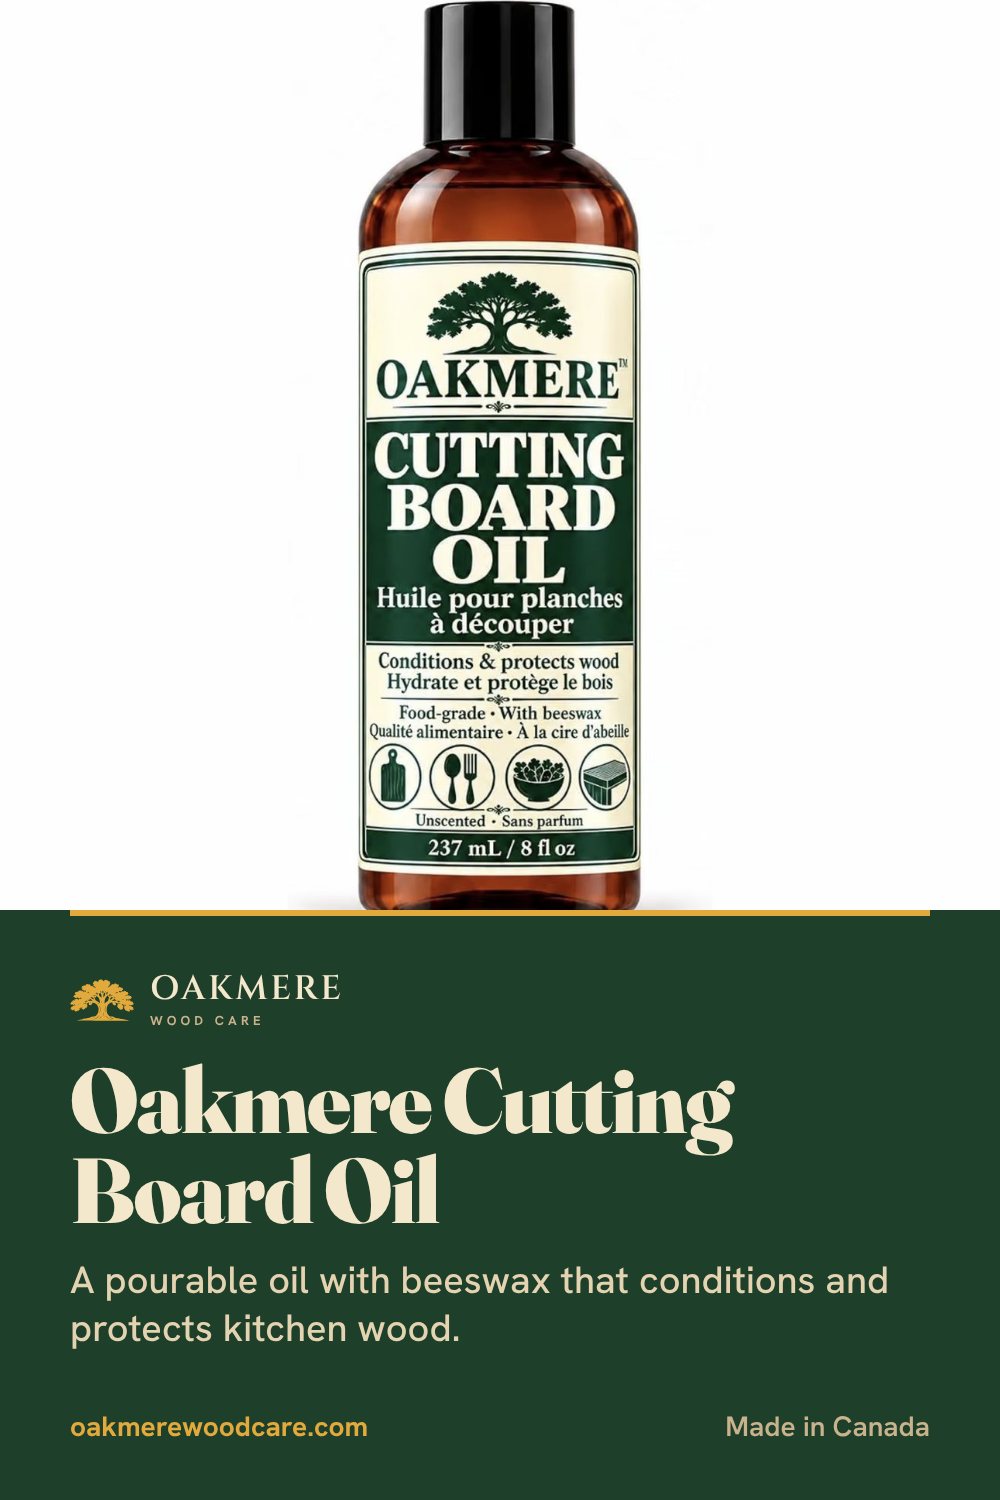 OAKMERE™
CUTTING
BOARD
OIL
Huile pour planches
à découper
Conditions & protects wood
Hydrate et protège le bois
Food-grade • With beeswax
Qualité alimentaire • À la cire d'abeille
Unscented • Sans parfum
237 mL / 8 fl oz
OAKMERE
WOOD CARE
Oakmere Cutting
Board Oil
A pourable oil with beeswax that conditions and
protects kitchen wood.
oakmerewoodcare.com
Made in Canada